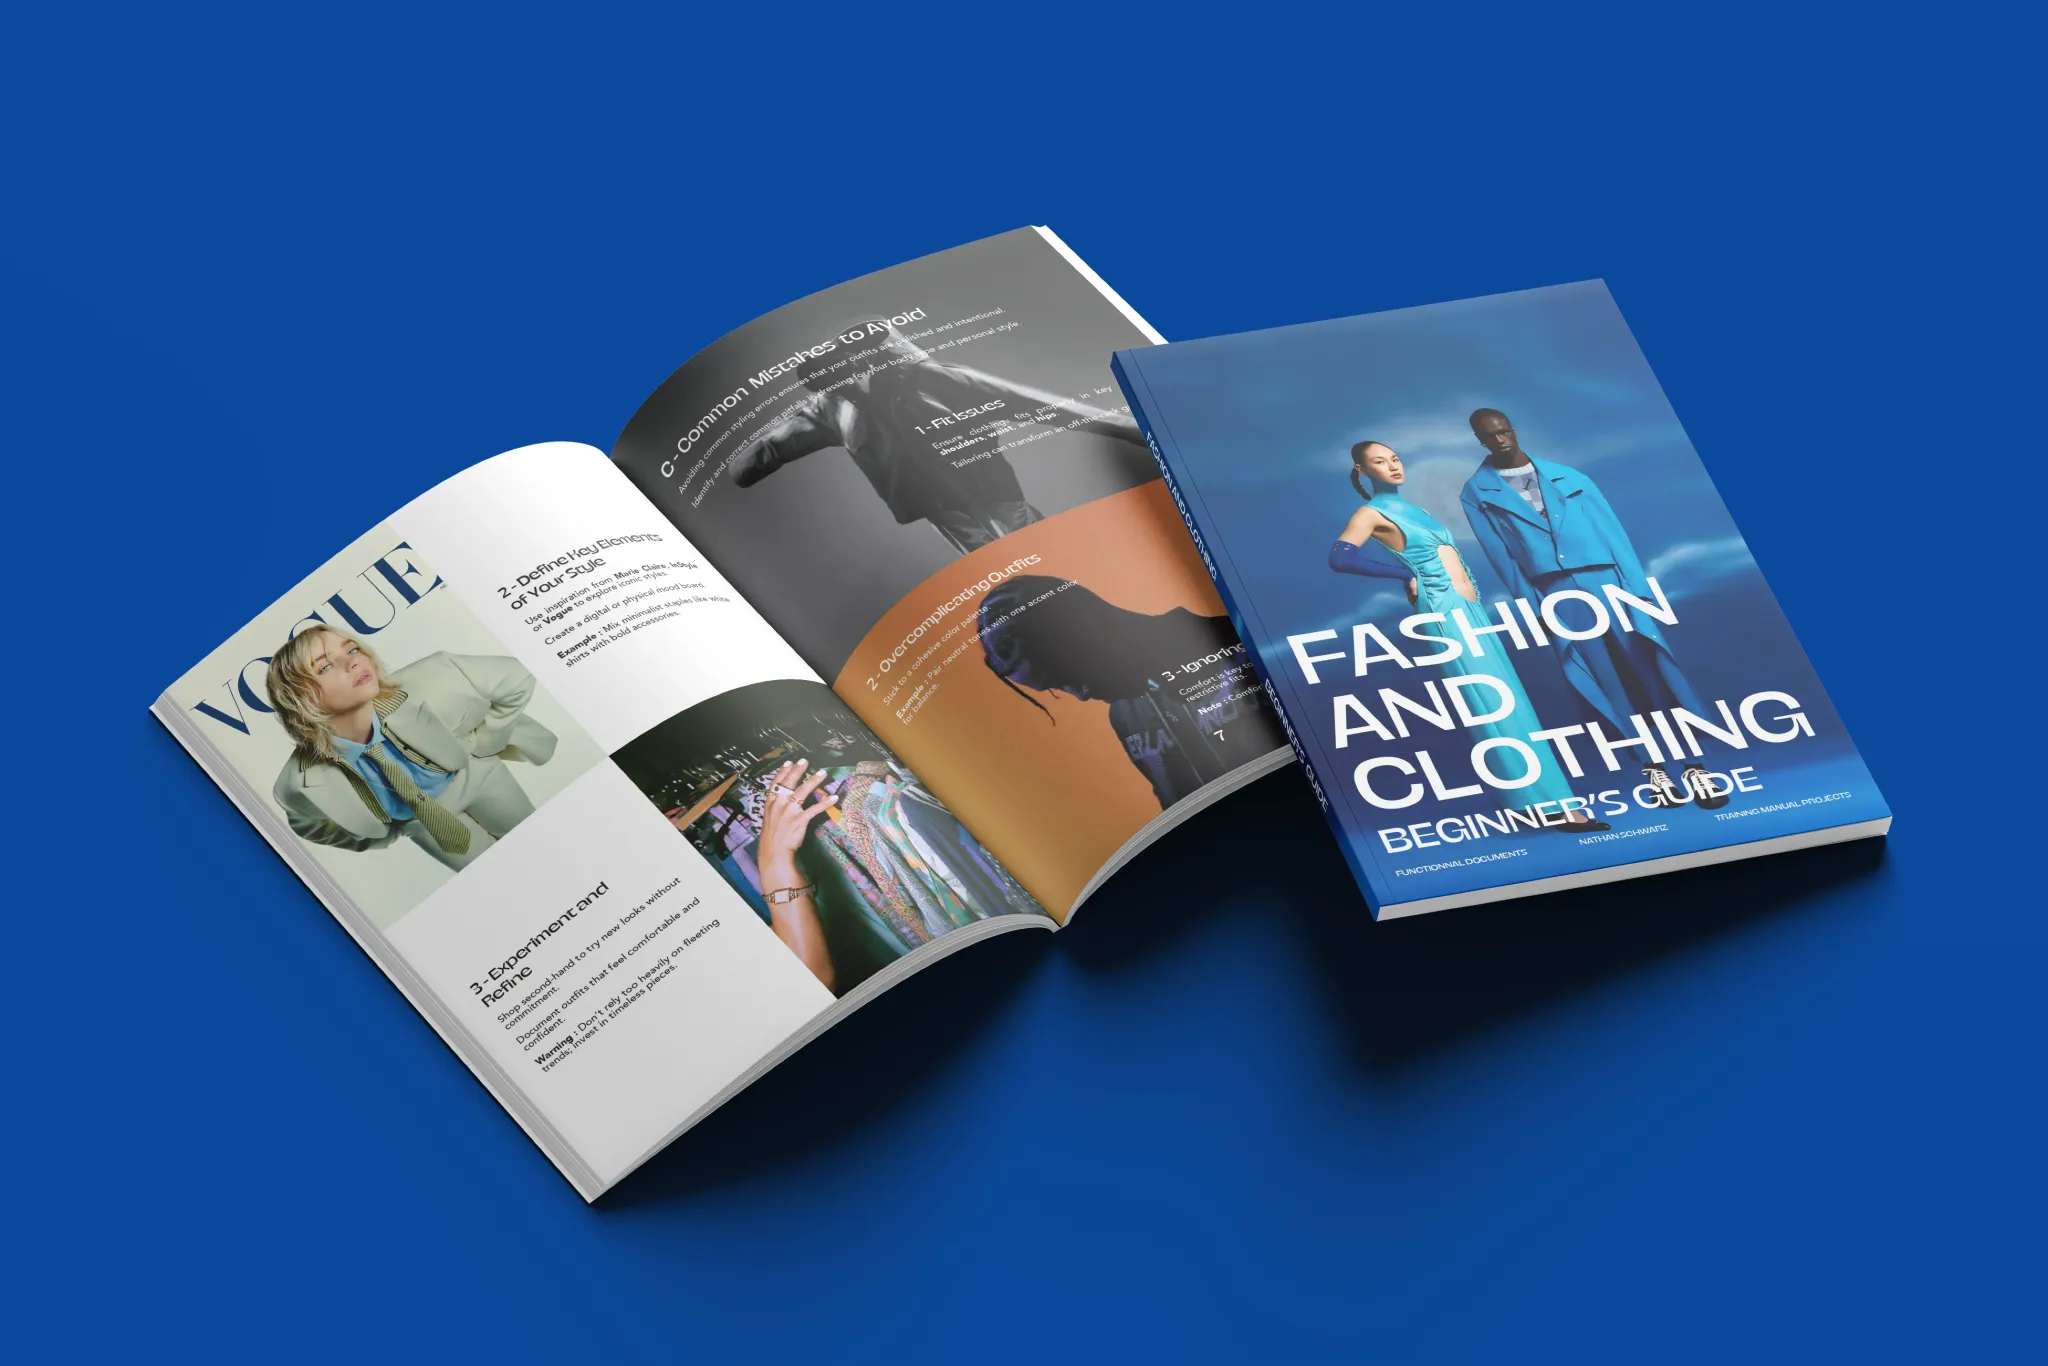 VOGUE
2 - Define Key Elements
of Your Style
Use inspiration from Marie Claire, InStyle
or Vogue to explore iconic styles.
Create a digital or physical mood board.
Example : Mix minimalist staples like white
shirts with bold accessories.
3 - Experiment and
Refine
Shop second-hand to try new looks without
commitment.
Document outfits that feel comfortable and
confident.
Warning : Don't rely too heavily on fleeting
trends; invest in timeless pieces.
C - Common Mistakes to Avoid
Avoiding common styling errors ensures that your outfits are polished and intentional.
Identify and correct common pitfalls in dressing for your body type and personal style.
1 - Fit Issues
Ensure clothing fits properly in key
shoulders, waist, and hips.
Tailoring can transform an off-the-rack
2 - Overcomplicating Outfits
Stick to a cohesive color palette.
Example : Pair neutral tones with one accent color
for balance.
3 - Ignoring
Comfort is key to
restrictive fits.
Note : Comfor
7
FASHION AND CLOTHING
BEGINNER'S GUIDE
FASHION
AND
CLOTHING
BEGINNER'S GUIDE
FUNCTIONNAL DOCUMENTS
NATHAN SCHWARZ
TRAINING MANUAL PROJECTS